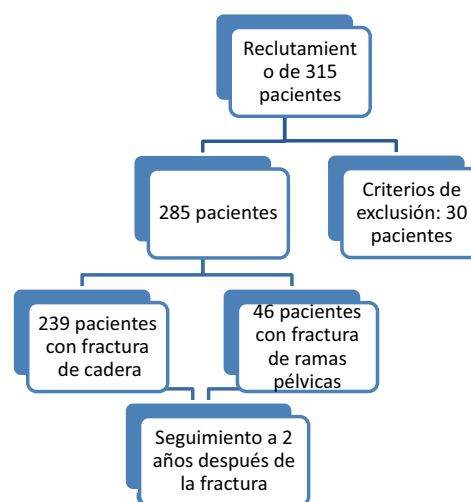 Reclutamient
o de 315
pacientes
285 pacientes
Criterios de
exclusión: 30
pacientes
239 pacientes
con fractura
de cadera
46 pacientes
con fractura
de ramas
pélvicas
Seguimiento a 2
años después de
la fractura